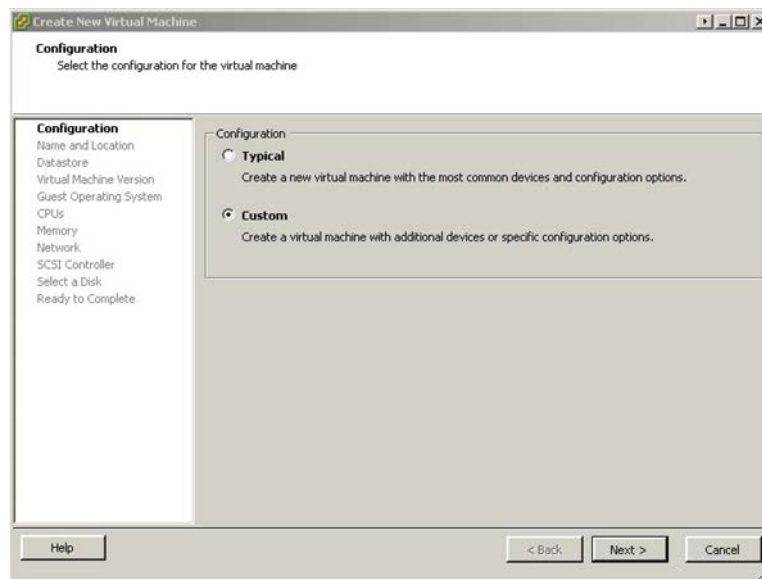 Create New Virtual Machine
Configuration
Select the configuration for the virtual machine
Configuration
Name and Location
Datastore
Virtual Machine Version
Guest Operating System
CPUs
Memory
Network
SCSI Controller
Select a Disk
Ready to Complete
Configuration
Typical
Create a new virtual machine with the most common devices and configuration options.
Custom
Create a virtual machine with additional devices or specific configuration options.
Help
< Back
Next >
Cancel